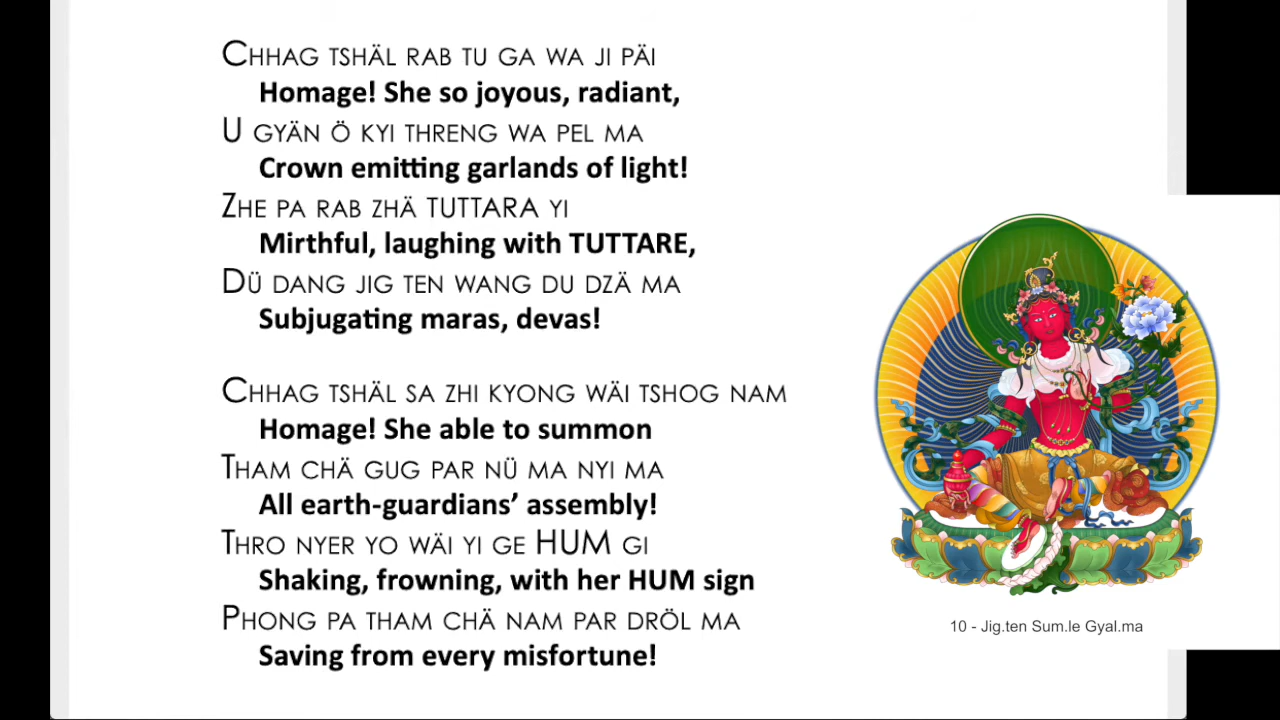 Chhag tshäl rab tu ga wa ji päi
Homage! She so joyous, radiant,
U gyän ö kyi threng wa pel ma
Crown emitting garlands of light!
Zhe pa rab zhä TUTTARA yi
Mirthful, laughing with TUTTARE,
Dü dang jig ten wang du dzä ma
Subjugating maras, devas!
Chhag tshäl sa zhi kyong wäi tshog nam
Homage! She able to summon
Tham chä gug par nü ma nyi ma
All earth-guardians’ assembly!
Thro nyer yo wäi yi ge HUM gi
Shaking, frowning, with her HUM sign
Phong pa tham chä nam par dröl ma
Saving from every misfortune!
10 - Jig.ten Sum.le Gyal.ma